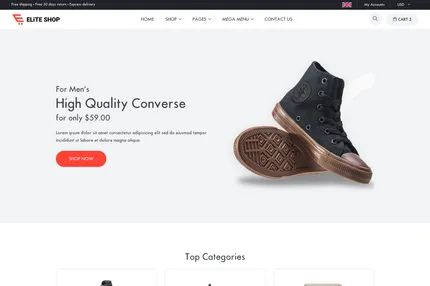 Free shipping • Free 30 days return • Express delivery
My Accounts
USD
ELITE SHOP
HOME
SHOP
PAGES
MEGA MENU
CONTACT US
CART 2
For Men's
High Quality Converse
for only $59.00
Lorem ipsum dolor sit amet consectetur adipisicing elit sed do eiusmod tempor
incididunt ut labore et dolore magna aliqua.
SHOP NOW
Top Categories